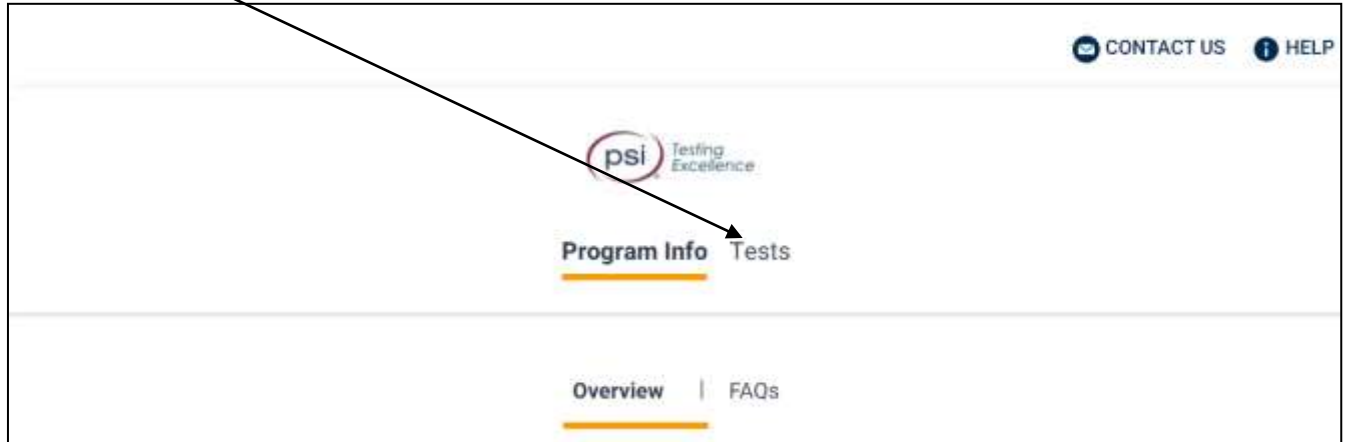 CONTACT US HELP
psi Testing
Excellence
Program Info Tests
Overview | FAQs